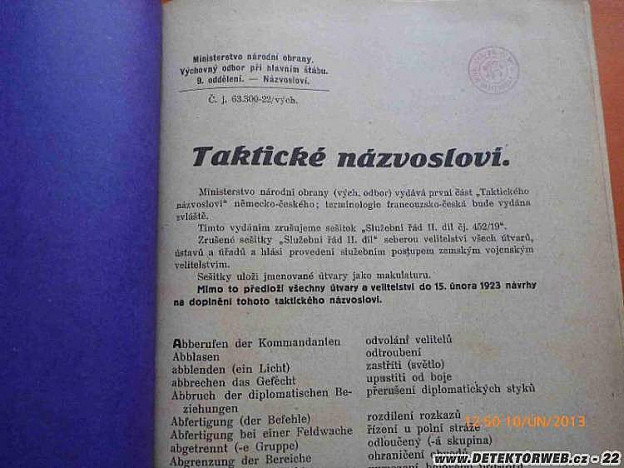 Ministerstvo národní obrany.
Výchovný odbor při hlavním štábu.
9. oddělení. — Názvosloví.
Č. j. 63.300-22/vých.
Taktické názvosloví.
Ministerstvo národní obrany (vých. odbor) vydává první část „Taktického
názvosloví" německo-českého; terminologie francouzsko-česká bude vydána
zvláště.
Tímto vydáním zrušujeme sešitek „Služební řád II. díl čj. 452/19".
Zrušené sešitky „Služební řád II. díl" seberou velitelství všech útvarů,
ústavů a úřadů a hlásí provedení služebním postupem zemským vojenským
velitelstvím.
Sešitky uloží jmenované útvary jako makulaturu.
Mimo to předloží všechny útvary a velitelství do 15. února 1923 návrhy
na doplnění tohoto taktického názvosloví.
Abberufen der Kommandanten odvolání velitelů
Abblasen odtroubení
abblenden (ein Licht) zastříti (světlo)
abbrechen das Gefecht upustiti od boje
Abbruch der diplomatischen Be- přerušení diplomatických styků
ziehungen
Abfertigung (der Befehle) rozdílení rozkazů
Abfertigung bei einer Feldwache řízení u polní stráže
abgetrennt (-e Gruppe) odloučený (-á skupina)
Abgrenzung der Bereiche ohraničení obvodů
12:50 10/ÚN/2013
WWW.DETEKTORWEB.cz - 22